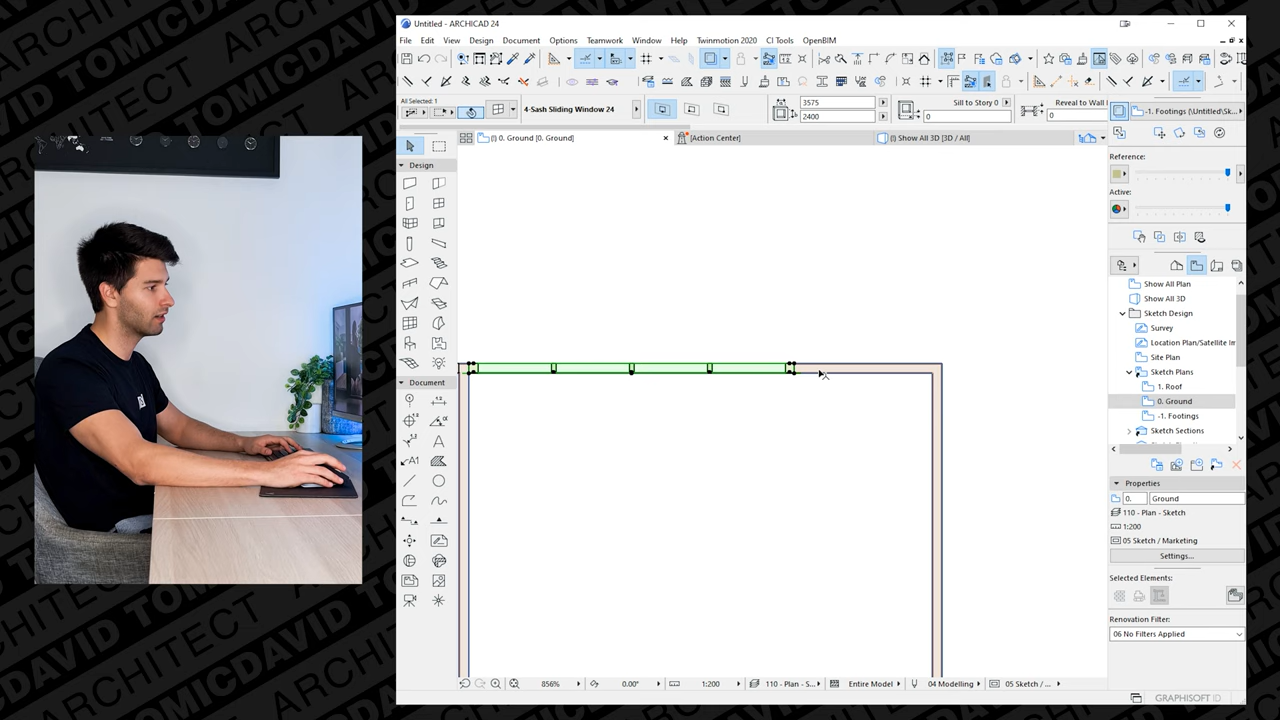 Untitled - ARCHICAD 24
File Edit View Design Document Options Teamwork Window Help Twinmotion 2020 CI Tools OpenBIM
All Selected: 1
4-Sash Sliding Window 24
3575
2400
Sill to Story 0
0
Reveal to Wall
0
-1. Footings (Untitled\Sk...
(!) 0. Ground [0. Ground]
[Action Center]
(!) Show All 3D [3D / All]
Design
Document
A1
Reference:
Active:
Show All Plan
Show All 3D
Sketch Design
Survey
Location Plan/Satellite Im
Site Plan
Sketch Plans
1. Roof
0. Ground
-1. Footings
Sketch Sections
Properties
0. Ground
110 - Plan - Sketch
1:200
05 Sketch / Marketing
Settings...
Selected Elements:
Renovation Filter:
06 No Filters Applied
856%
0.00°
1:200
110 - Plan - S...
Entire Model
04 Modelling
05 Sketch / ...
GRAPHISOFT ID
ARCHITECT DAVID TOMIC